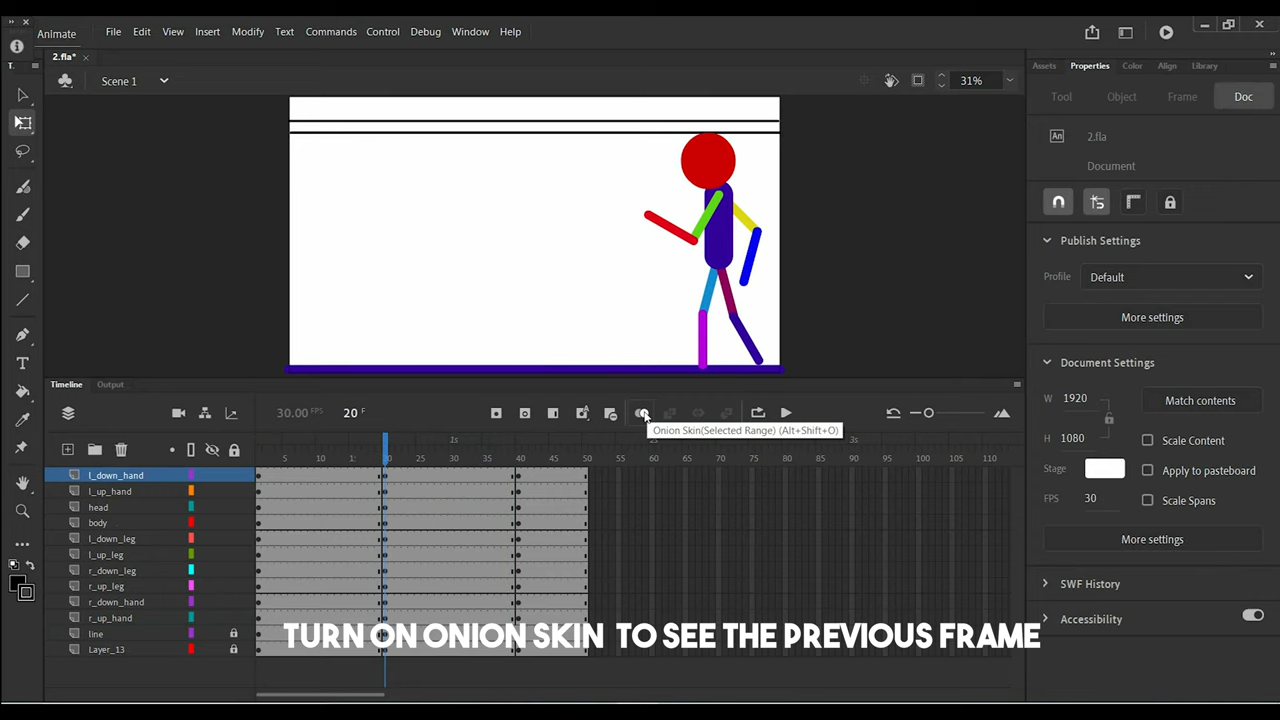 Animate File Edit View Insert Modify Text Commands Control Debug Window Help
2.fla*
T..
Scene 1
31%
Assets Properties Color Align Library
Tool Object Frame Doc
An 2.fla
Document
Publish Settings
Profile Default
More settings
Document Settings
W 1920
H 1080
Match contents
Scale Content
Stage
Apply to pasteboard
FPS 30
Scale Spans
More settings
SWF History
Accessibility
Timeline Output
30.00 FPS 20 F
Onion Skin(Selected Range) (Alt+Shift+O)
1s 3s
5 10 15 20 25 30 35 40 45 50 55 60 65 70 75 80 85 90 95 100 105 110
l_down_hand
l_up_hand
head
body
l_down_leg
l_up_leg
r_down_leg
r_up_leg
r_down_hand
r_up_hand
line
Layer_13
TURN ON ONION SKIN TO SEE THE PREVIOUS FRAME